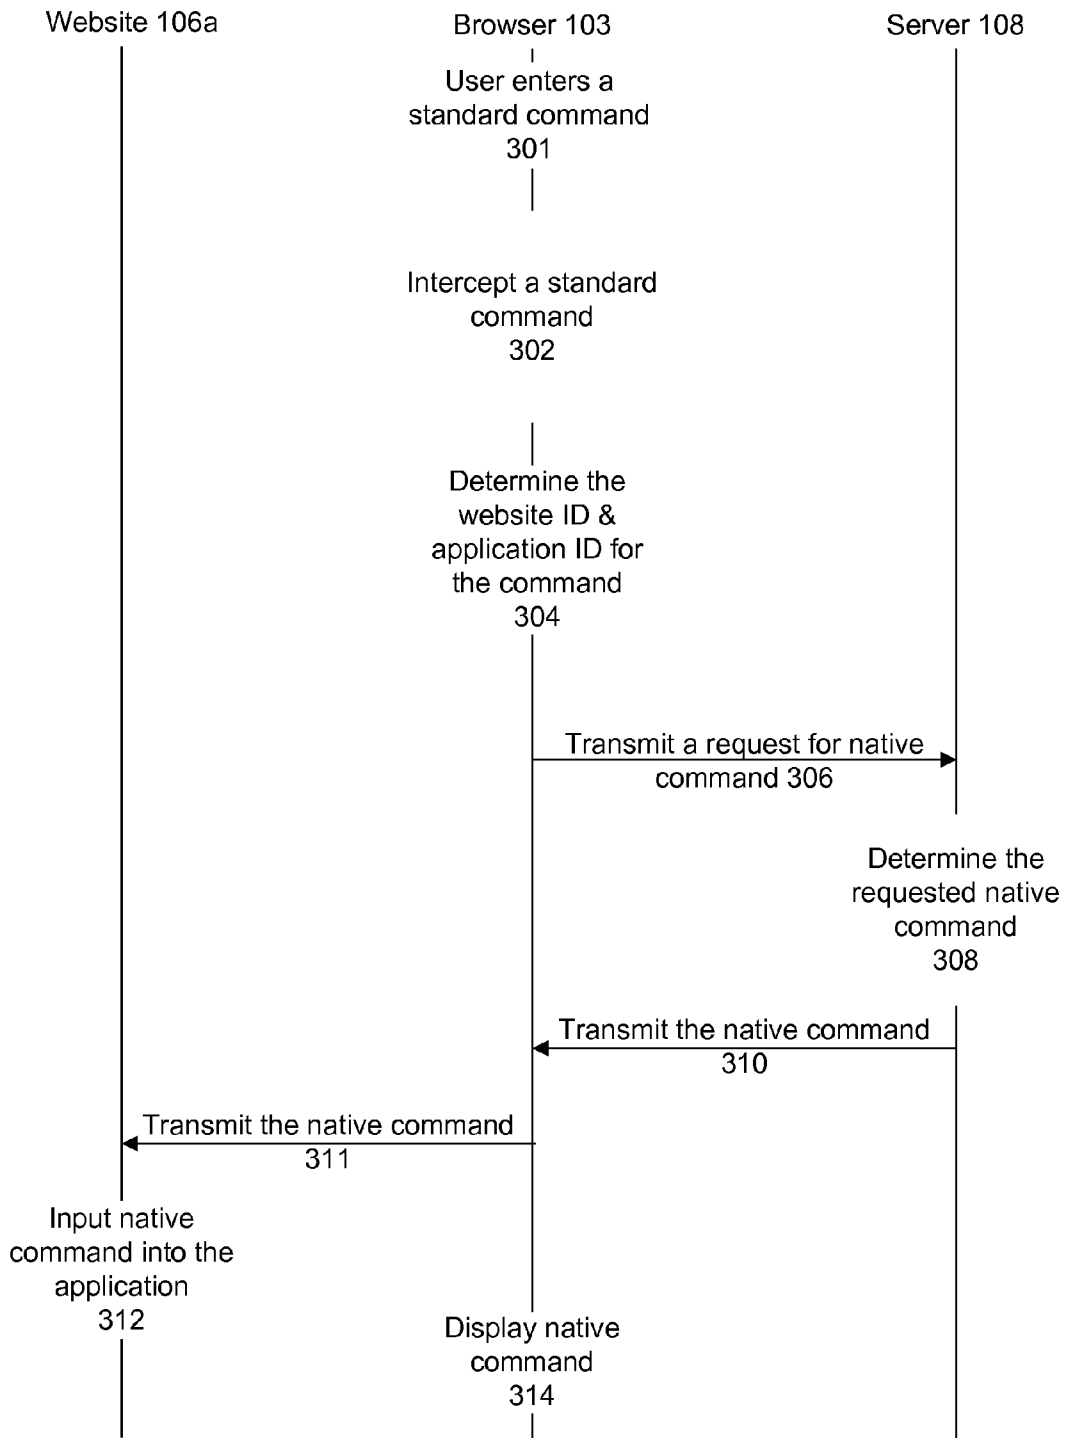 Website 106a
Browser 103
Server 108
User enters a
standard command
301
Intercept a standard
command
302
Determine the
website ID &
application ID for
the command
304
Transmit a request for native
command 306
Determine the
requested native
command
308
Transmit the native command
310
Transmit the native command
311
Input native
command into the
application
312
Display native
command
314